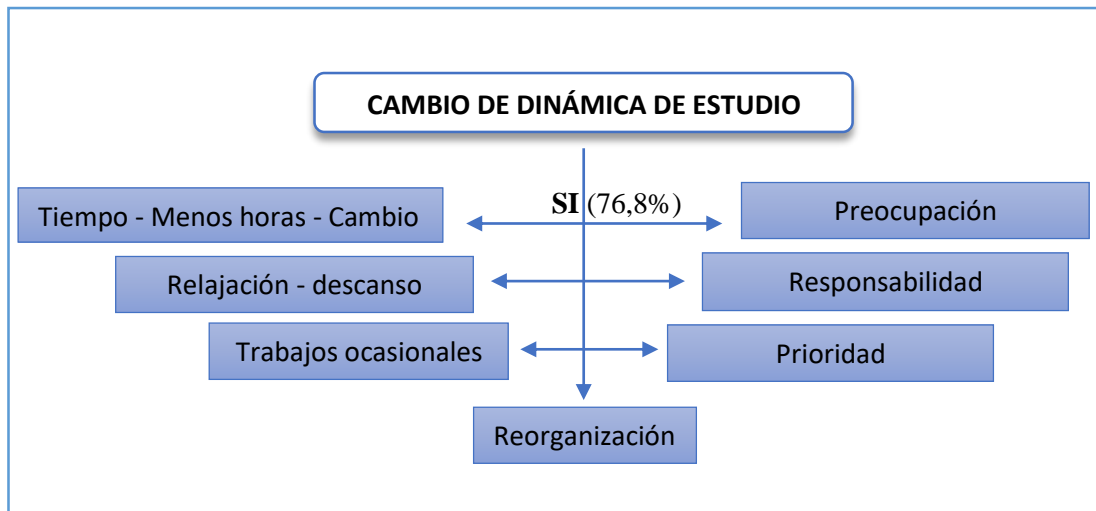 CAMBIO DE DINÁMICA DE ESTUDIO
SI (76,8%)
Tiempo - Menos horas - Cambio
Preocupación
Relajación - descanso
Responsabilidad
Trabajos ocasionales
Prioridad
Reorganización